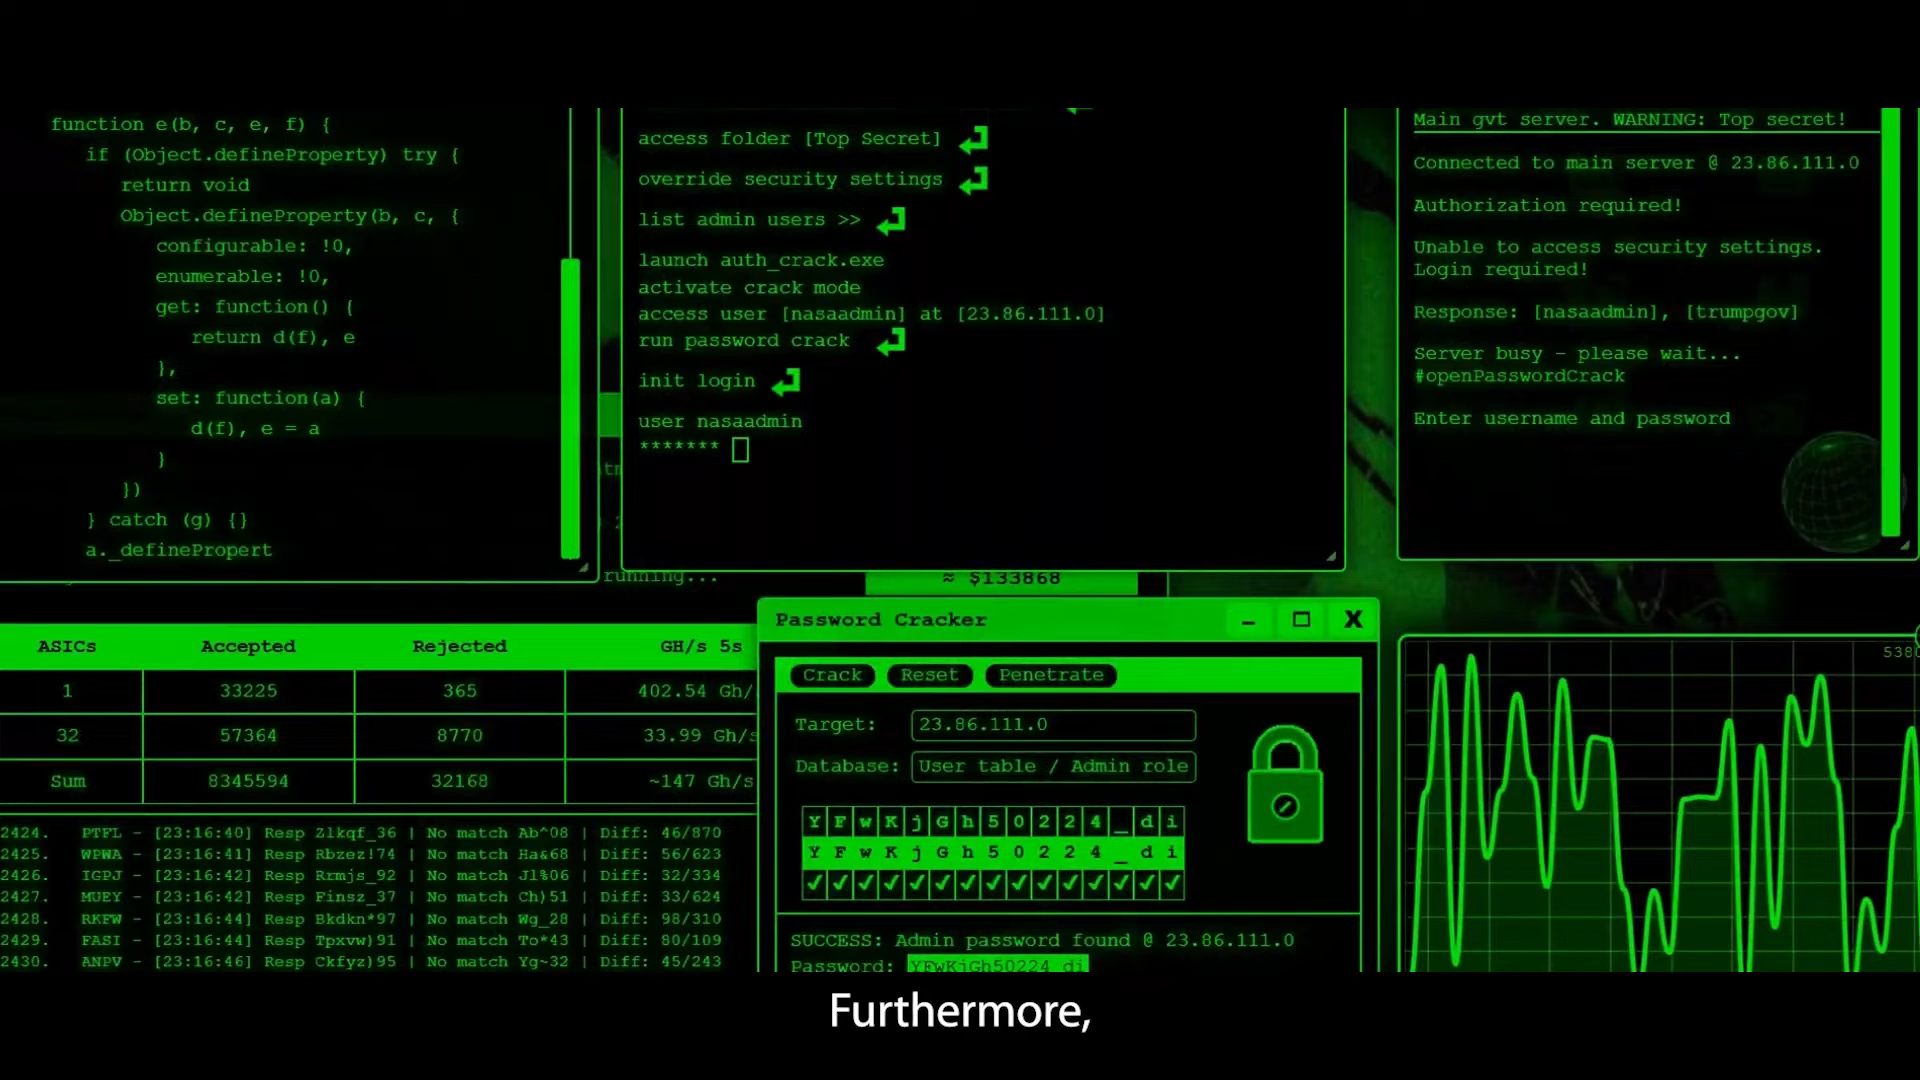 function e(b, c, e, f) {
if (Object.defineProperty) try {
return void
Object.defineProperty(b, c, {
configurable: !0,
enumerable: !0,
get: function() {
return d(f), e
},
set: function(a) {
d(f), e = a
}
})
} catch (g) {}
a._definePropert
access folder [Top Secret]
override security settings
list admin users >>
launch auth_crack.exe
activate crack mode
access user [nasaadmin] at [23.86.111.0]
run password crack
init login
user nasaadmin
*******
Main gvt server. WARNING: Top secret!
Connected to main server @ 23.86.111.0
Authorization required!
Unable to access security settings.
Login required!
Response: [nasaadmin], [trumpgov]
Server busy - please wait...
#openPasswordCrack
Enter username and password
running...
≈ $133868
ASICs Accepted Rejected GH/s 5s
1 33225 365 402.54 Gh/
32 57364 8770 33.99 Gh/s
Sum 8345594 32168 ~147 Gh/s
2424. PTFL - [23:16:40] Resp Zlkqf_36 | No match Ab^08 | Diff: 46/870
2425. WPWA - [23:16:41] Resp Rbzez!74 | No match Ha&68 | Diff: 56/623
2426. IGPJ - [23:16:42] Resp Rrmjs_92 | No match Jl%06 | Diff: 32/334
2427. MUEY - [23:16:42] Resp Finsz_37 | No match Ch)51 | Diff: 33/624
2428. RKFW - [23:16:44] Resp Bkdkn*97 | No match Wg_28 | Diff: 98/310
2429. FASI - [23:16:44] Resp Tpxvw)91 | No match To*43 | Diff: 80/109
2430. ANPV - [23:16:46] Resp Ckfyz)95 | No match Yg~32 | Diff: 45/243
Password Cracker
Crack Reset Penetrate
Target: 23.86.111.0
Database: User table / Admin role
Y F w K j G h 5 0 2 2 4 _ d i
Y F w K j G h 5 0 2 2 4 _ d i
SUCCESS: Admin password found @ 23.86.111.0
Password: YFwKjGh50224_di
5380
Furthermore,